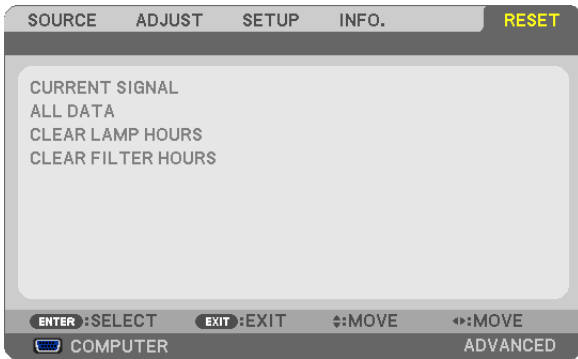 SOURCE ADJUST SETUP INFO. RESET
CURRENT SIGNAL
ALL DATA
CLEAR LAMP HOURS
CLEAR FILTER HOURS
ENTER :SELECT EXIT :EXIT :MOVE :MOVE
COMPUTER ADVANCED